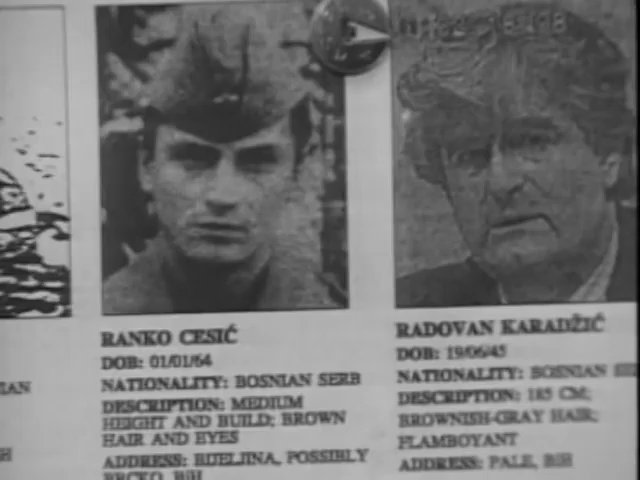 RANKO CESIĆ
DOB: 01/01/64
NATIONALITY: BOSNIAN SERB
DESCRIPTION: MEDIUM
HEIGHT AND BUILD; BROWN
HAIR AND EYES
ADDRESS: BIJELJINA, POSSIBLY
BRCKO, BIH
RADOVAN KARADŽIĆ
DOB: 19/06/45
NATIONALITY: BOSNIAN
DESCRIPTION: 185 CM;
BROWNISH-GRAY HAIR;
FLAMBOYANT
ADDRESS: PALE, BIH